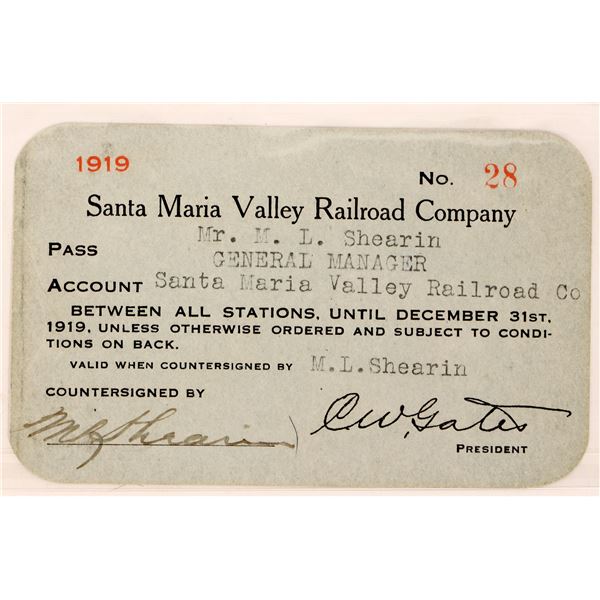 1919
No. 28
Santa Maria Valley Railroad Company
PASS Mr. M. L. Shearin
GENERAL MANAGER
ACCOUNT Santa Maria Valley Railroad Co
BETWEEN ALL STATIONS, UNTIL DECEMBER 31ST,
1919, UNLESS OTHERWISE ORDERED AND SUBJECT TO CONDI-
TIONS ON BACK.
VALID WHEN COUNTERSIGNED BY M.L.Shearin
COUNTERSIGNED BY
M L Shearin
C W Gates
PRESIDENT